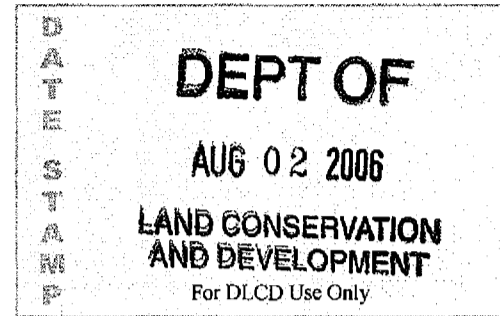 DATE STAMP
DEPT OF
AUG 02 2006
LAND CONSERVATION
AND DEVELOPMENT
For DLCD Use Only